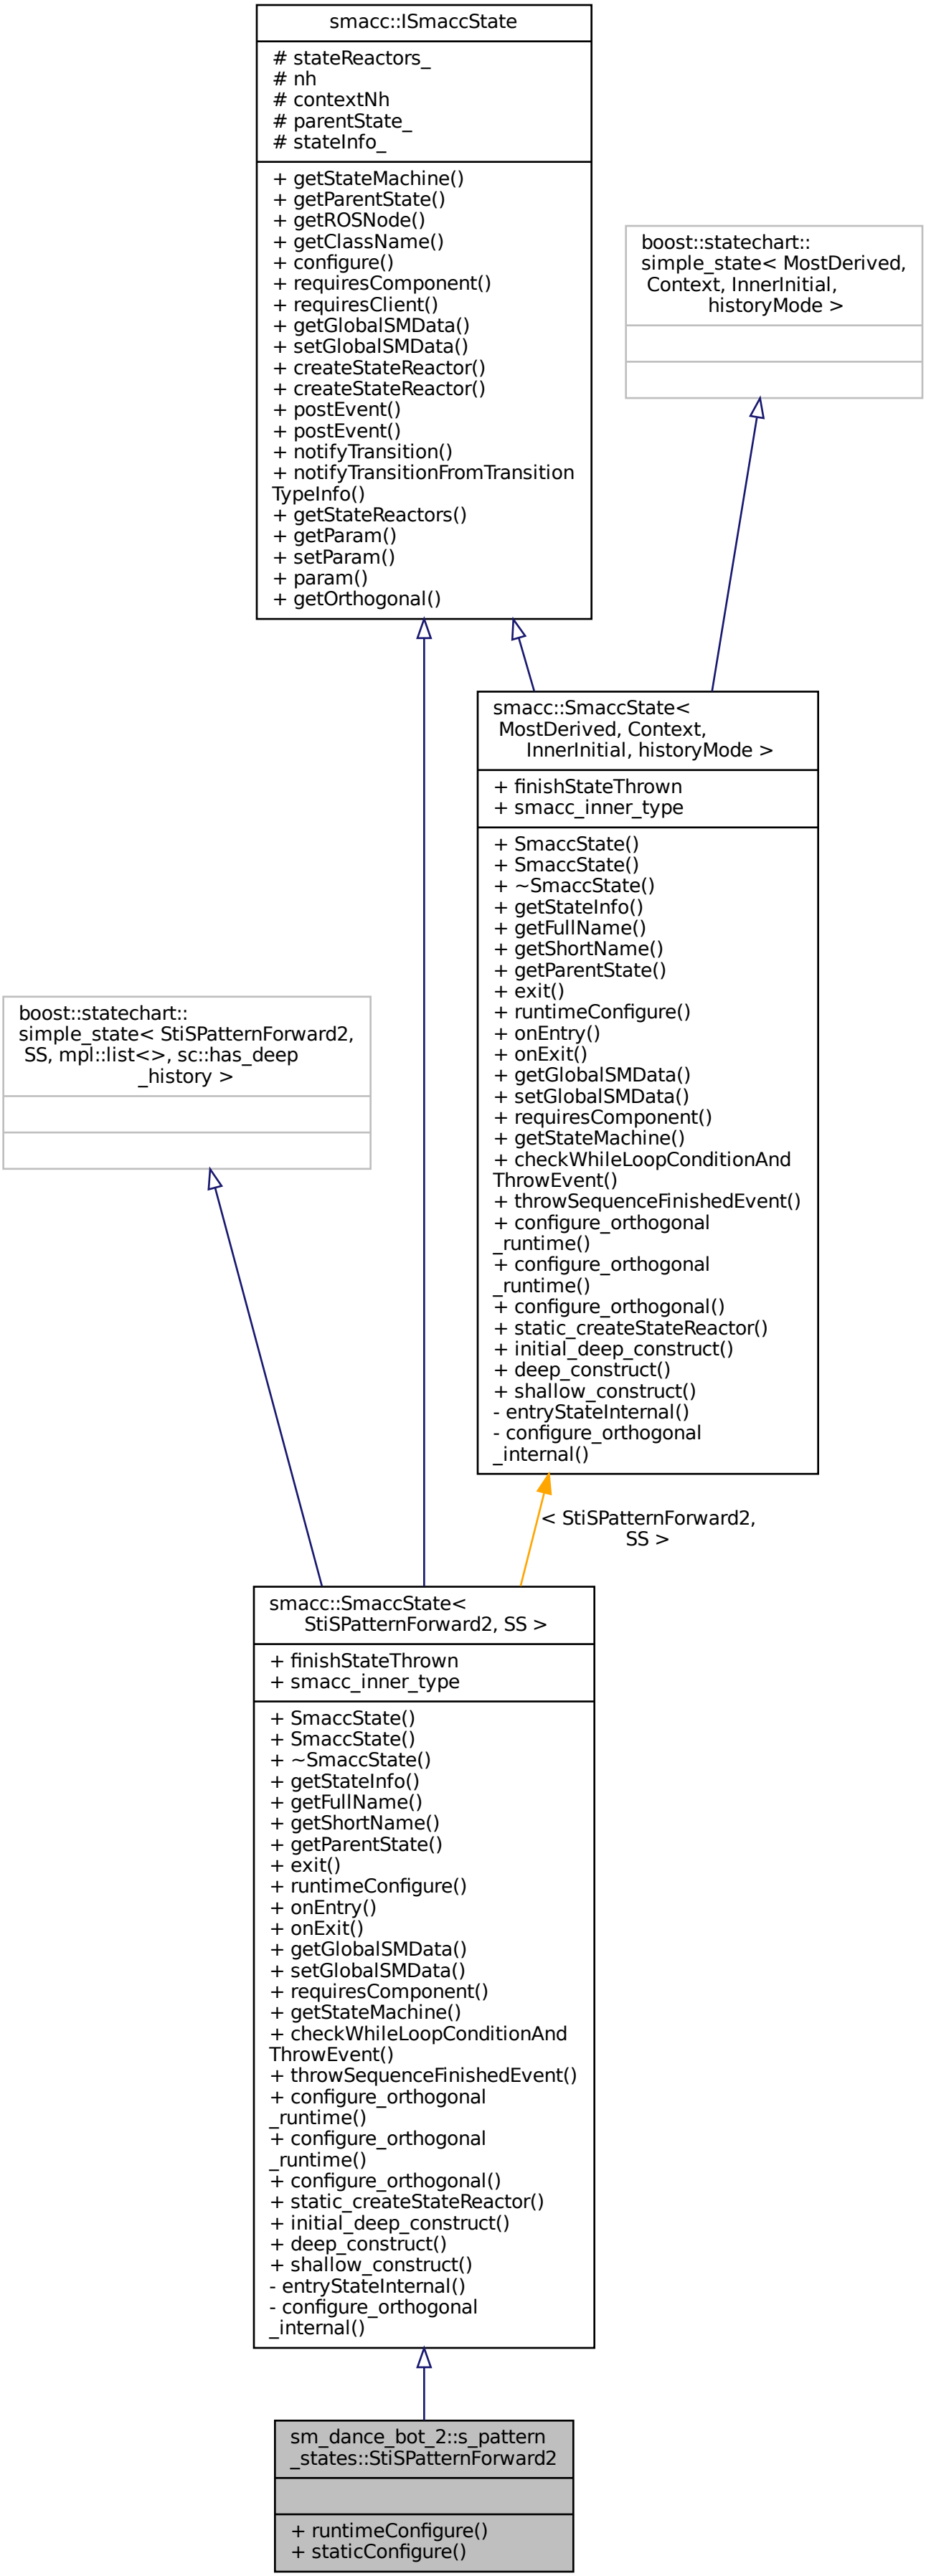 smacc::ISmaccState
# stateReactors_
# nh
# contextNh
# parentState_
# stateInfo_
+ getStateMachine()
+ getParentState()
+ getROSNode()
+ getClassName()
+ configure()
+ requiresComponent()
+ requiresClient()
+ getGlobalSMData()
+ setGlobalSMData()
+ createStateReactor()
+ createStateReactor()
+ postEvent()
+ postEvent()
+ notifyTransition()
+ notifyTransitionFromTransition
TypeInfo()
+ getStateReactors()
+ getParam()
+ setParam()
+ param()
+ getOrthogonal()
boost::statechart::
simple_state< MostDerived,
Context, InnerInitial,
historyMode >
smacc::SmaccState<
MostDerived, Context,
InnerInitial, historyMode >
+ finishStateThrown
+ smacc_inner_type
+ SmaccState()
+ SmaccState()
+ ~SmaccState()
+ getStateInfo()
+ getFullName()
+ getShortName()
+ getParentState()
+ exit()
+ runtimeConfigure()
+ onEntry()
+ onExit()
+ getGlobalSMData()
+ setGlobalSMData()
+ requiresComponent()
+ getStateMachine()
+ checkWhileLoopConditionAnd
ThrowEvent()
+ throwSequenceFinishedEvent()
+ configure_orthogonal
_runtime()
+ configure_orthogonal
_runtime()
+ configure_orthogonal()
+ static_createStateReactor()
+ initial_deep_construct()
+ deep_construct()
+ shallow_construct()
- entryStateInternal()
- configure_orthogonal
_internal()
boost::statechart::
simple_state< StiSPatternForward2,
SS, mpl::list<>, sc::has_deep
_history >
< StiSPatternForward2,
SS >
smacc::SmaccState<
StiSPatternForward2, SS >
+ finishStateThrown
+ smacc_inner_type
+ SmaccState()
+ SmaccState()
+ ~SmaccState()
+ getStateInfo()
+ getFullName()
+ getShortName()
+ getParentState()
+ exit()
+ runtimeConfigure()
+ onEntry()
+ onExit()
+ getGlobalSMData()
+ setGlobalSMData()
+ requiresComponent()
+ getStateMachine()
+ checkWhileLoopConditionAnd
ThrowEvent()
+ throwSequenceFinishedEvent()
+ configure_orthogonal
_runtime()
+ configure_orthogonal
_runtime()
+ configure_orthogonal()
+ static_createStateReactor()
+ initial_deep_construct()
+ deep_construct()
+ shallow_construct()
- entryStateInternal()
- configure_orthogonal
_internal()
sm_dance_bot_2::s_pattern
_states::StiSPatternForward2
+ runtimeConfigure()
+ staticConfigure()